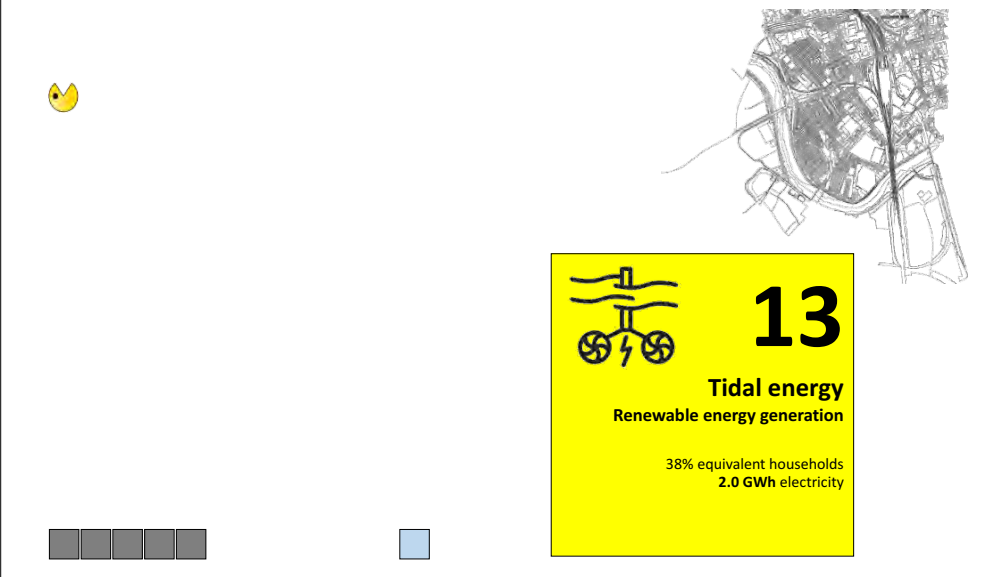 13
Tidal energy
Renewable energy generation
38% equivalent households
2.0 GWh electricity